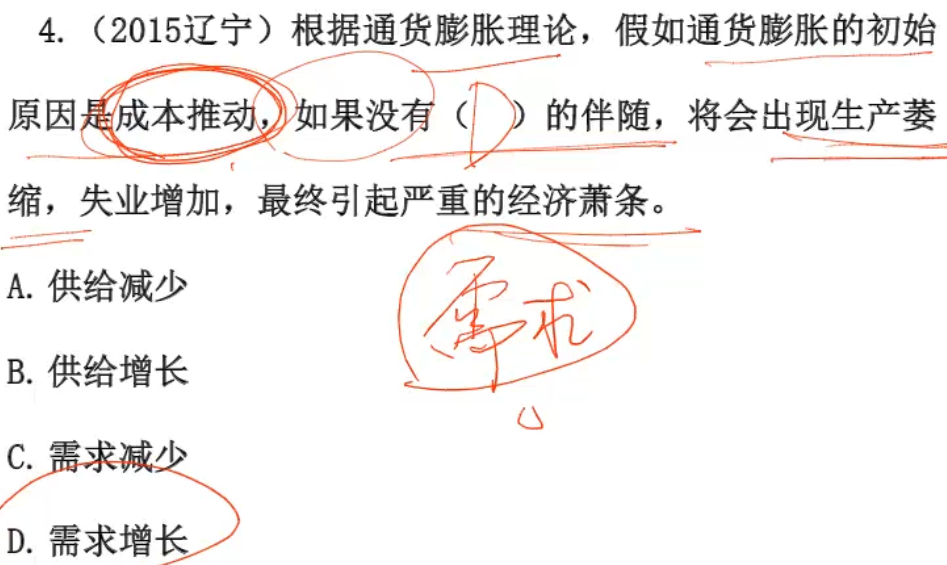 4.（2015辽宁）根据通货膨胀理论，假如通货膨胀的初始
原因是成本推动，如果没有（D）的伴随，将会出现生产萎
缩，失业增加，最终引起严重的经济萧条。
需求
A. 供给减少
B. 供给增长
C. 需求减少
D. 需求增长